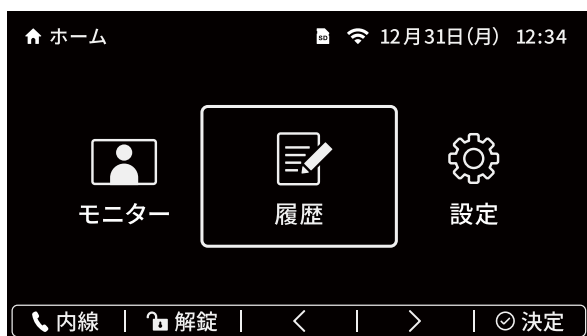 ホーム SD 12月31日(月) 12:34
モニター 履歴 設定
内線 | 解錠 | < | > | 決定